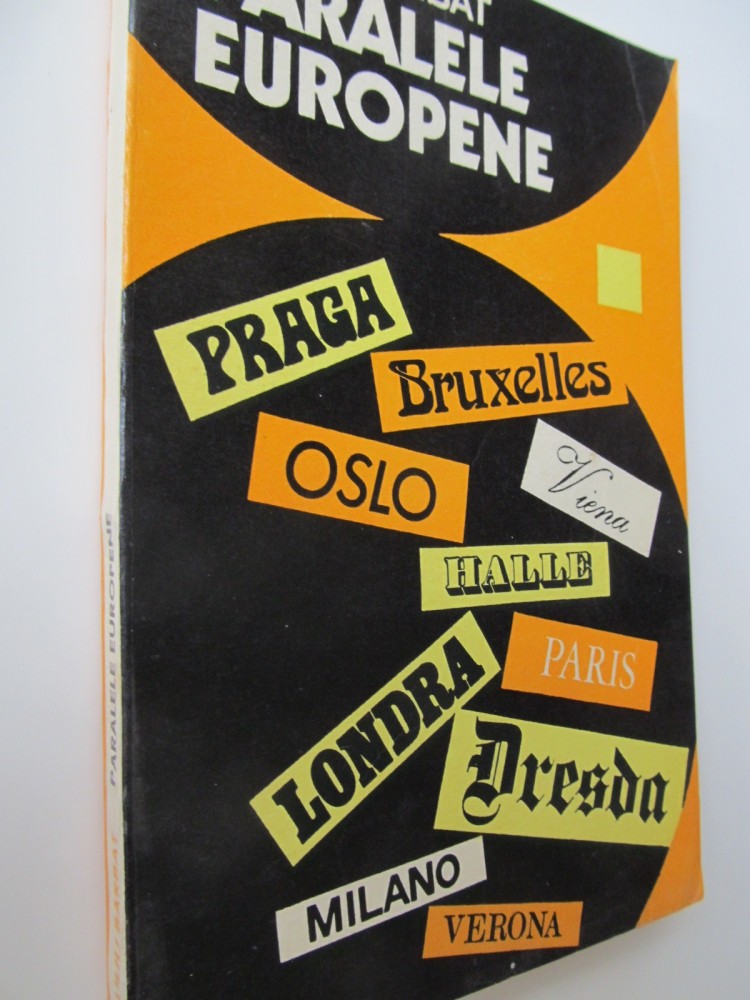 PARALELE
EUROPENE
PRAGA
Bruxelles
OSLO
Viena
HALLE
PARIS
LONDRA
Dresda
MILANO
VERONA
PARALELE EUROPENE